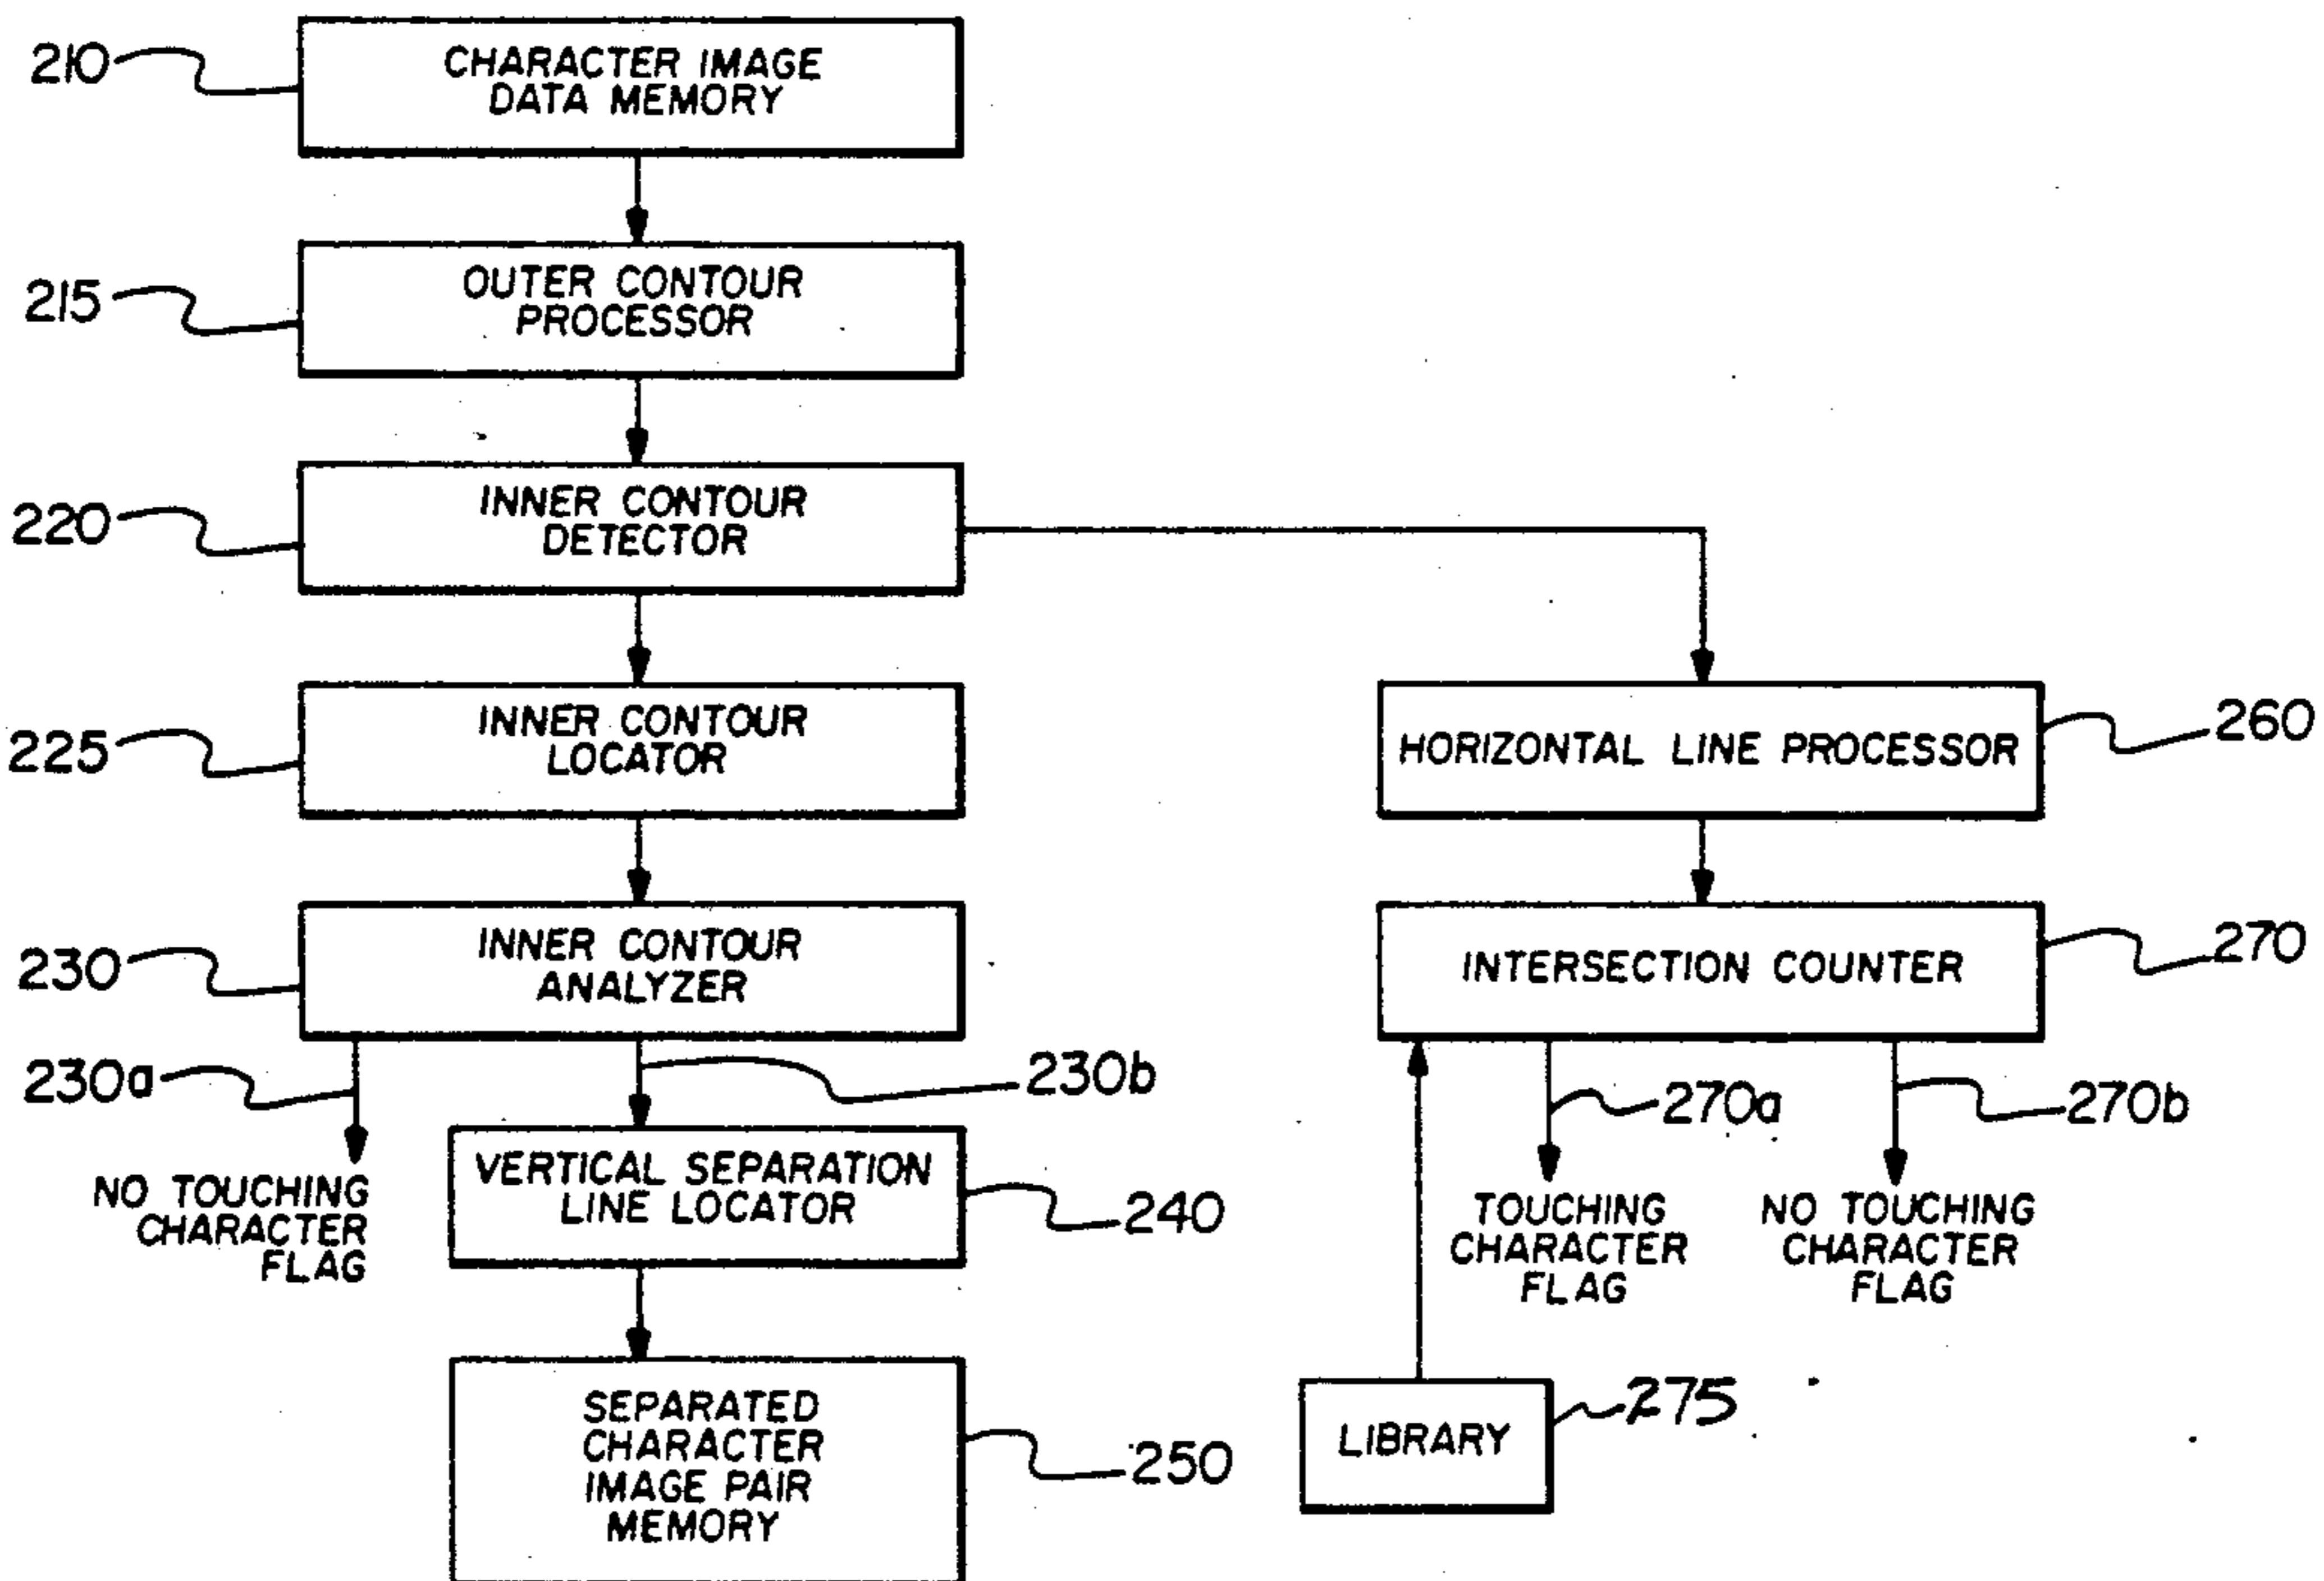 210
CHARACTER IMAGE
DATA MEMORY
215
OUTER CONTOUR
PROCESSOR
220
INNER CONTOUR
DETECTOR
225
INNER CONTOUR
LOCATOR
HORIZONTAL LINE PROCESSOR
260
230
INNER CONTOUR
ANALYZER
INTERSECTION COUNTER
270
230a
230b
270a
270b
NO TOUCHING
CHARACTER
FLAG
VERTICAL SEPARATION
LINE LOCATOR
240
TOUCHING
CHARACTER
FLAG
NO TOUCHING
CHARACTER
FLAG
SEPARATED
CHARACTER
IMAGE PAIR
MEMORY
250
LIBRARY
275